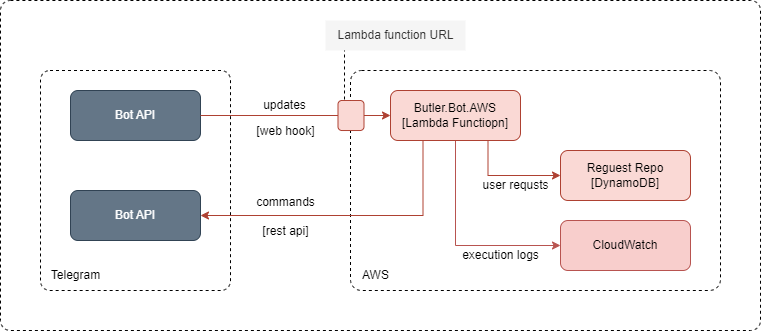 Lambda function URL
Bot API
updates
[web hook]
Butler.Bot.AWS
[Lambda Functiopn]
Reguest Repo
[DynamoDB]
user requsts
Bot API
commands
[rest api]
CloudWatch
execution logs
Telegram
AWS